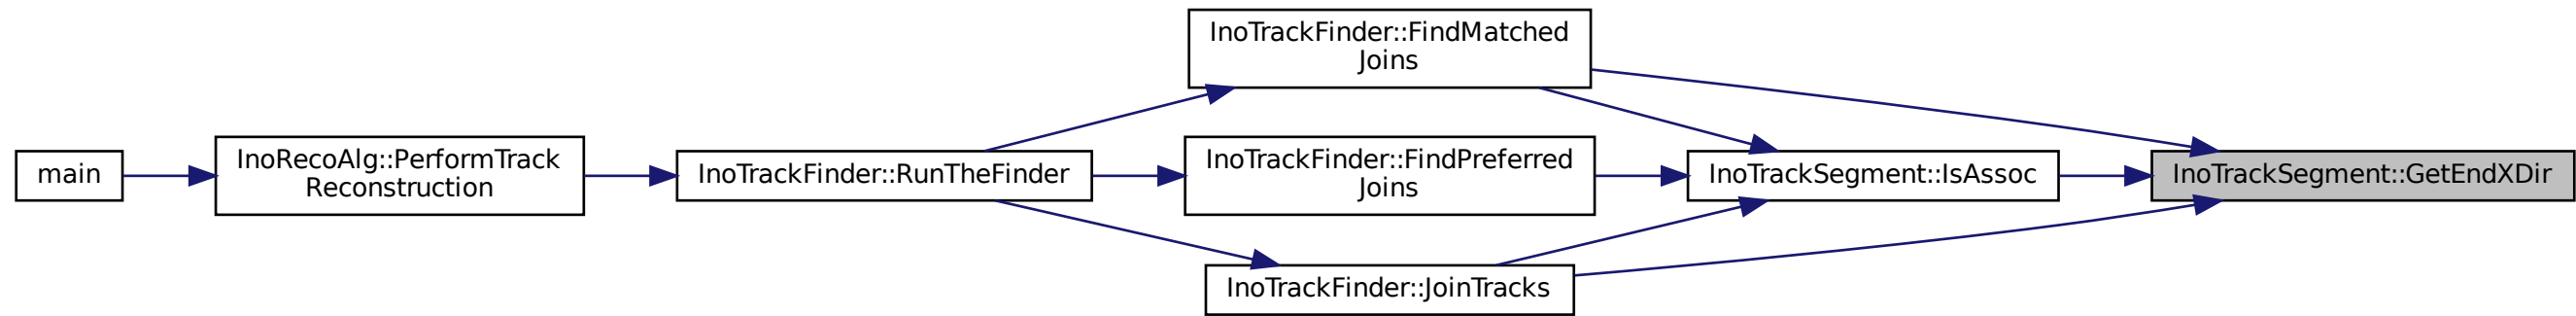 main
InoRecoAlg::PerformTrack
Reconstruction
InoTrackFinder::RunTheFinder
InoTrackFinder::FindMatched
Joins
InoTrackFinder::FindPreferred
Joins
InoTrackFinder::JoinTracks
InoTrackSegment::IsAssoc
InoTrackSegment::GetEndXDir